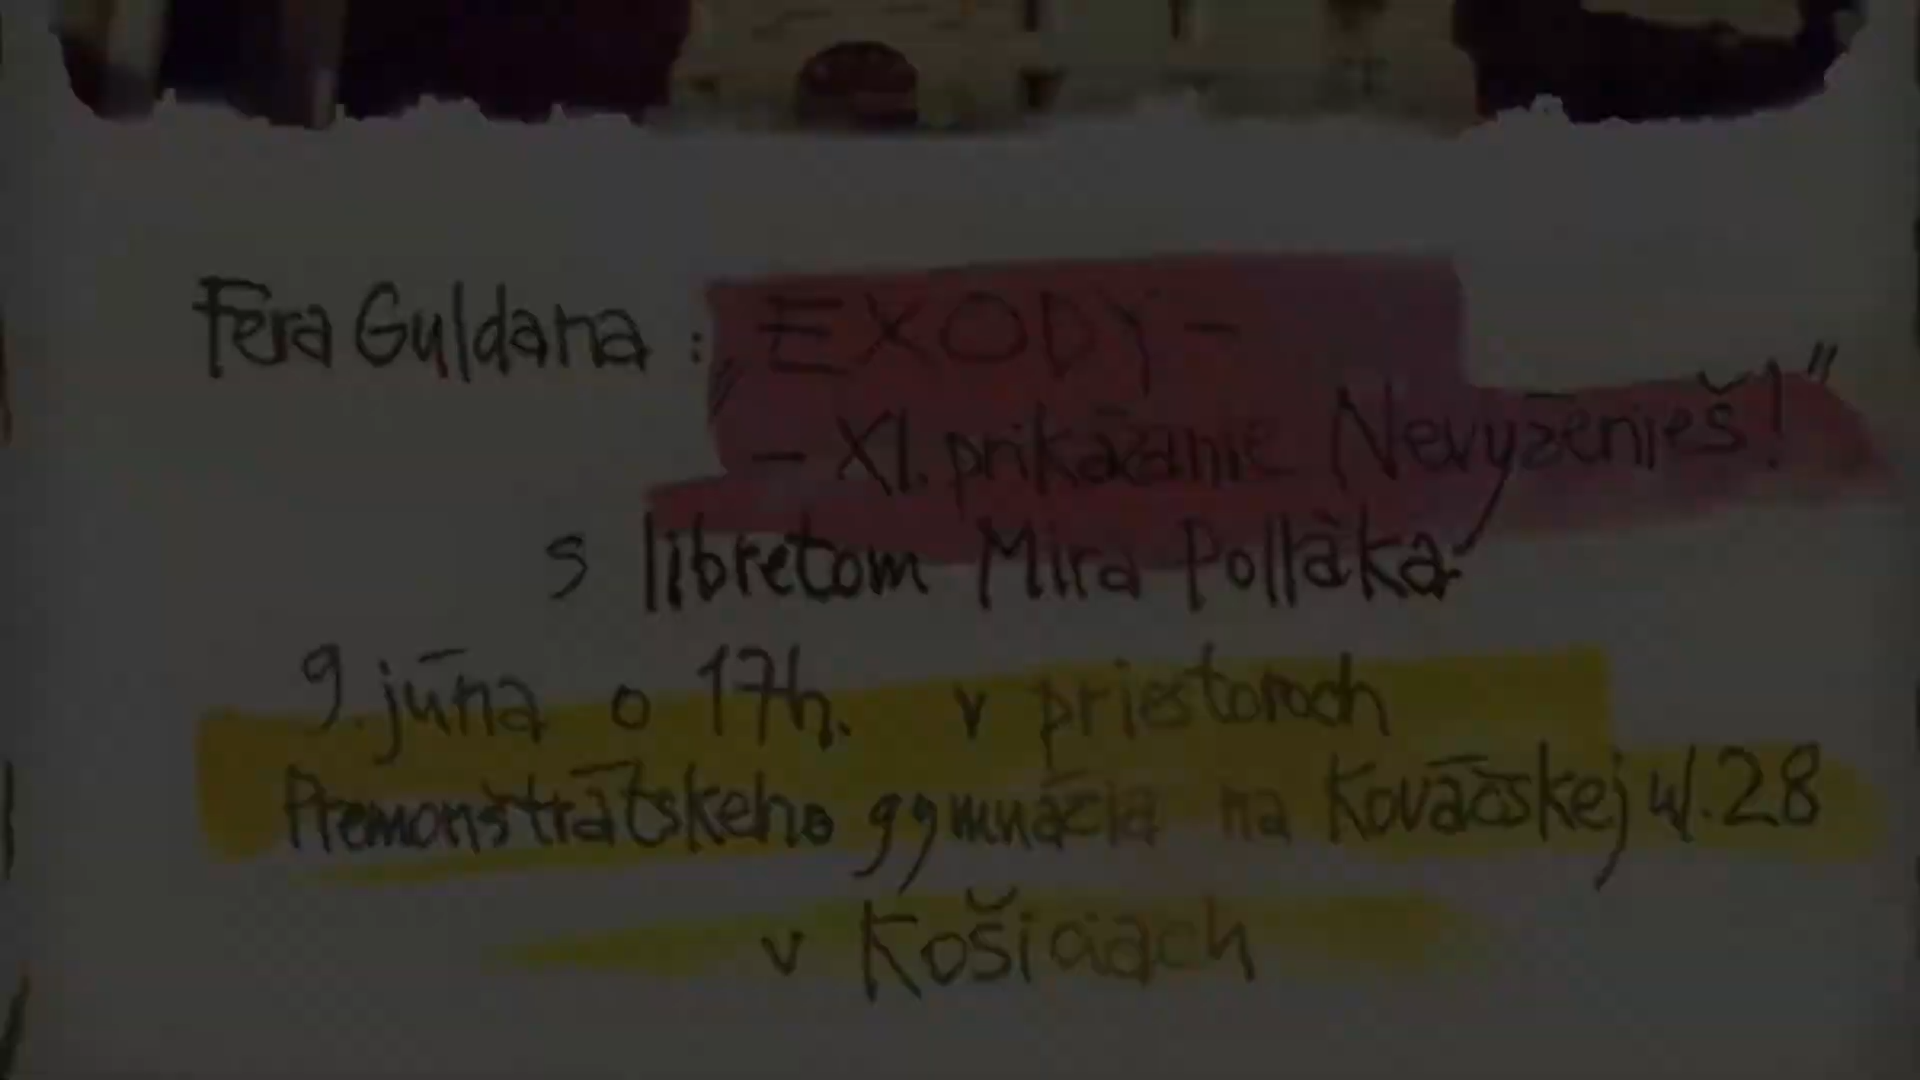 Fera Guldana : „EXODY –
– XI. prikázanie Nevyženieš!"
s libretom Mira Polláka
9. júna o 17h. v priestoroch
Premonštrátskeho gymnázia na Kováčskej ul. 28
v Košiciach